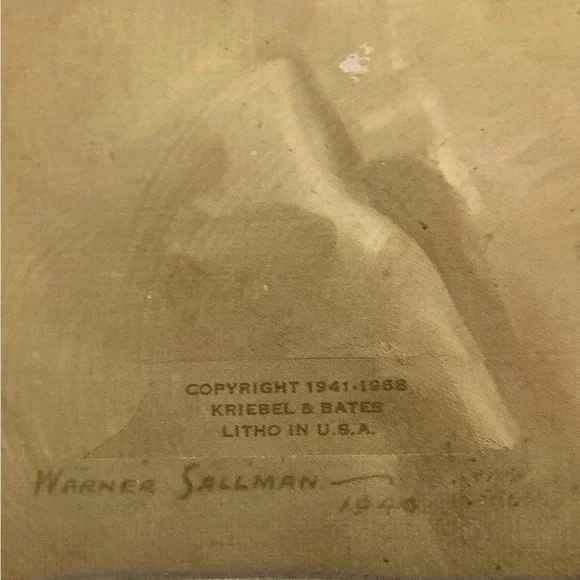 COPYRIGHT 1941-1968
KRIEBEL & BATES
LITHO IN U.S.A.
WARNER SALLMAN
1940